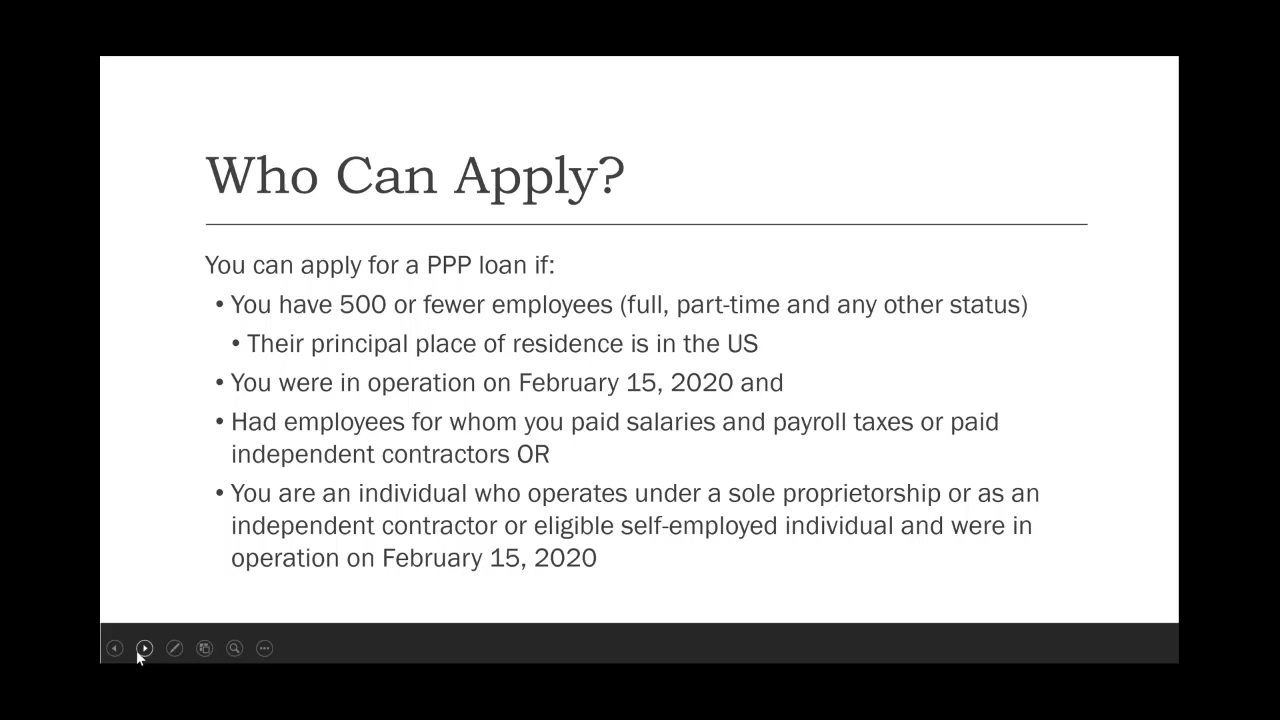 Who Can Apply?
You can apply for a PPP loan if:
• You have 500 or fewer employees (full, part-time and any other status)
• Their principal place of residence is in the US
• You were in operation on February 15, 2020 and
• Had employees for whom you paid salaries and payroll taxes or paid
independent contractors OR
• You are an individual who operates under a sole proprietorship or as an
independent contractor or eligible self-employed individual and were in
operation on February 15, 2020